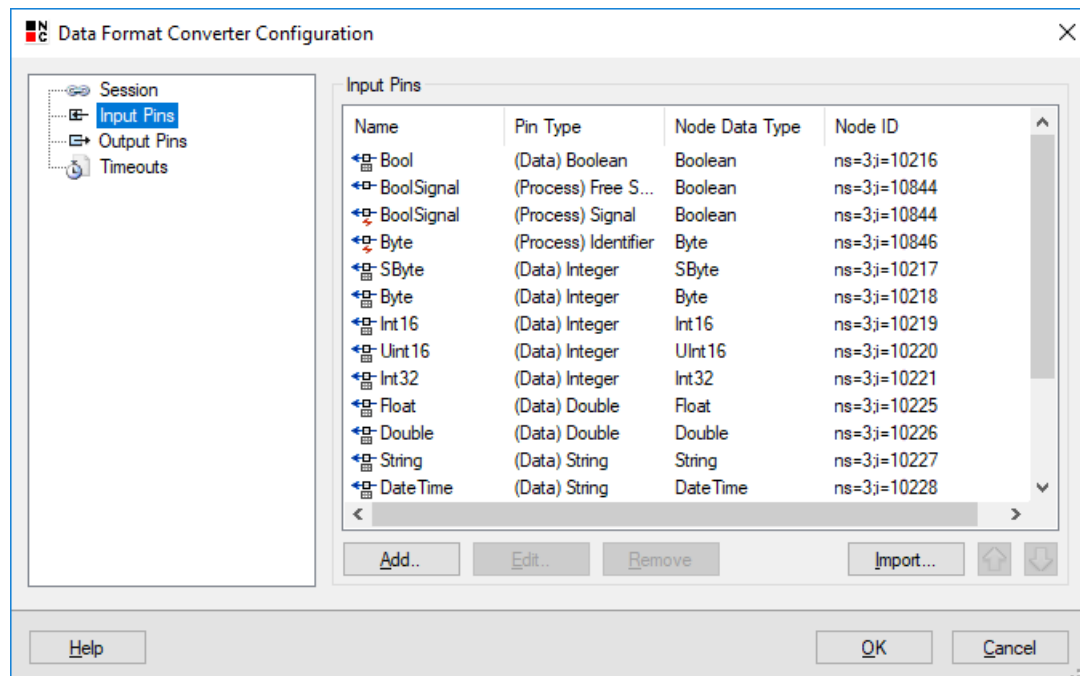 NC Data Format Converter Configuration
Session
Input Pins
Output Pins
Timeouts
Input Pins
Name Pin Type Node Data Type Node ID
Bool (Data) Boolean Boolean ns=3;i=10216
BoolSignal (Process) Free S... Boolean ns=3;i=10844
BoolSignal (Process) Signal Boolean ns=3;i=10844
Byte (Process) Identifier Byte ns=3;i=10846
SByte (Data) Integer SByte ns=3;i=10217
Byte (Data) Integer Byte ns=3;i=10218
Int16 (Data) Integer Int16 ns=3;i=10219
Uint16 (Data) Integer UInt16 ns=3;i=10220
Int32 (Data) Integer Int32 ns=3;i=10221
Float (Data) Double Float ns=3;i=10225
Double (Data) Double Double ns=3;i=10226
String (Data) String String ns=3;i=10227
DateTime (Data) String DateTime ns=3;i=10228
Add.. Edit.. Remove Import...
Help OK Cancel